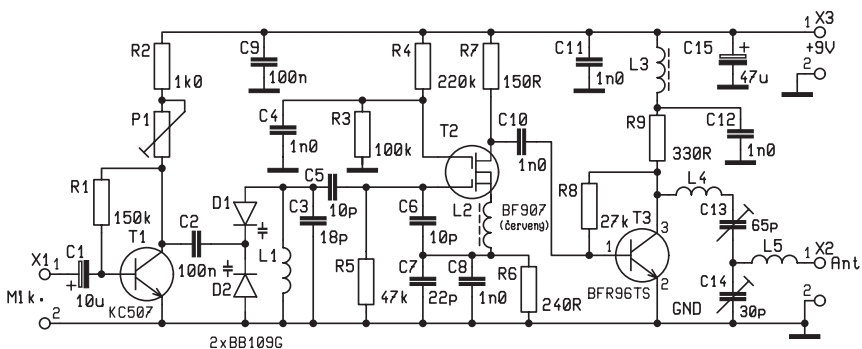 1 X3
+9V
2
R2
1k0
C9
100n
R4
220k
R7
150R
C11
1n0
L3
C15
+
47u
P1
C4
1n0
R3
100k
T2
C10
1n0
R9
330R
C12
1n0
R1
150k
D1
C5
10p
C3
18p
C6
10p
L2
BF907
(červený)
R8
27k
L4
C13
65p
T1
C2
100n
L1
D2
T3
3
1
2
L5
1 X2
Ant
X1 1
C1
+
10u
KC507
R5
47k
C7
22p
C8
1n0
R6
240R
BFR96TS
GND
C14
30p
2
Mik.
2
2xBB109G